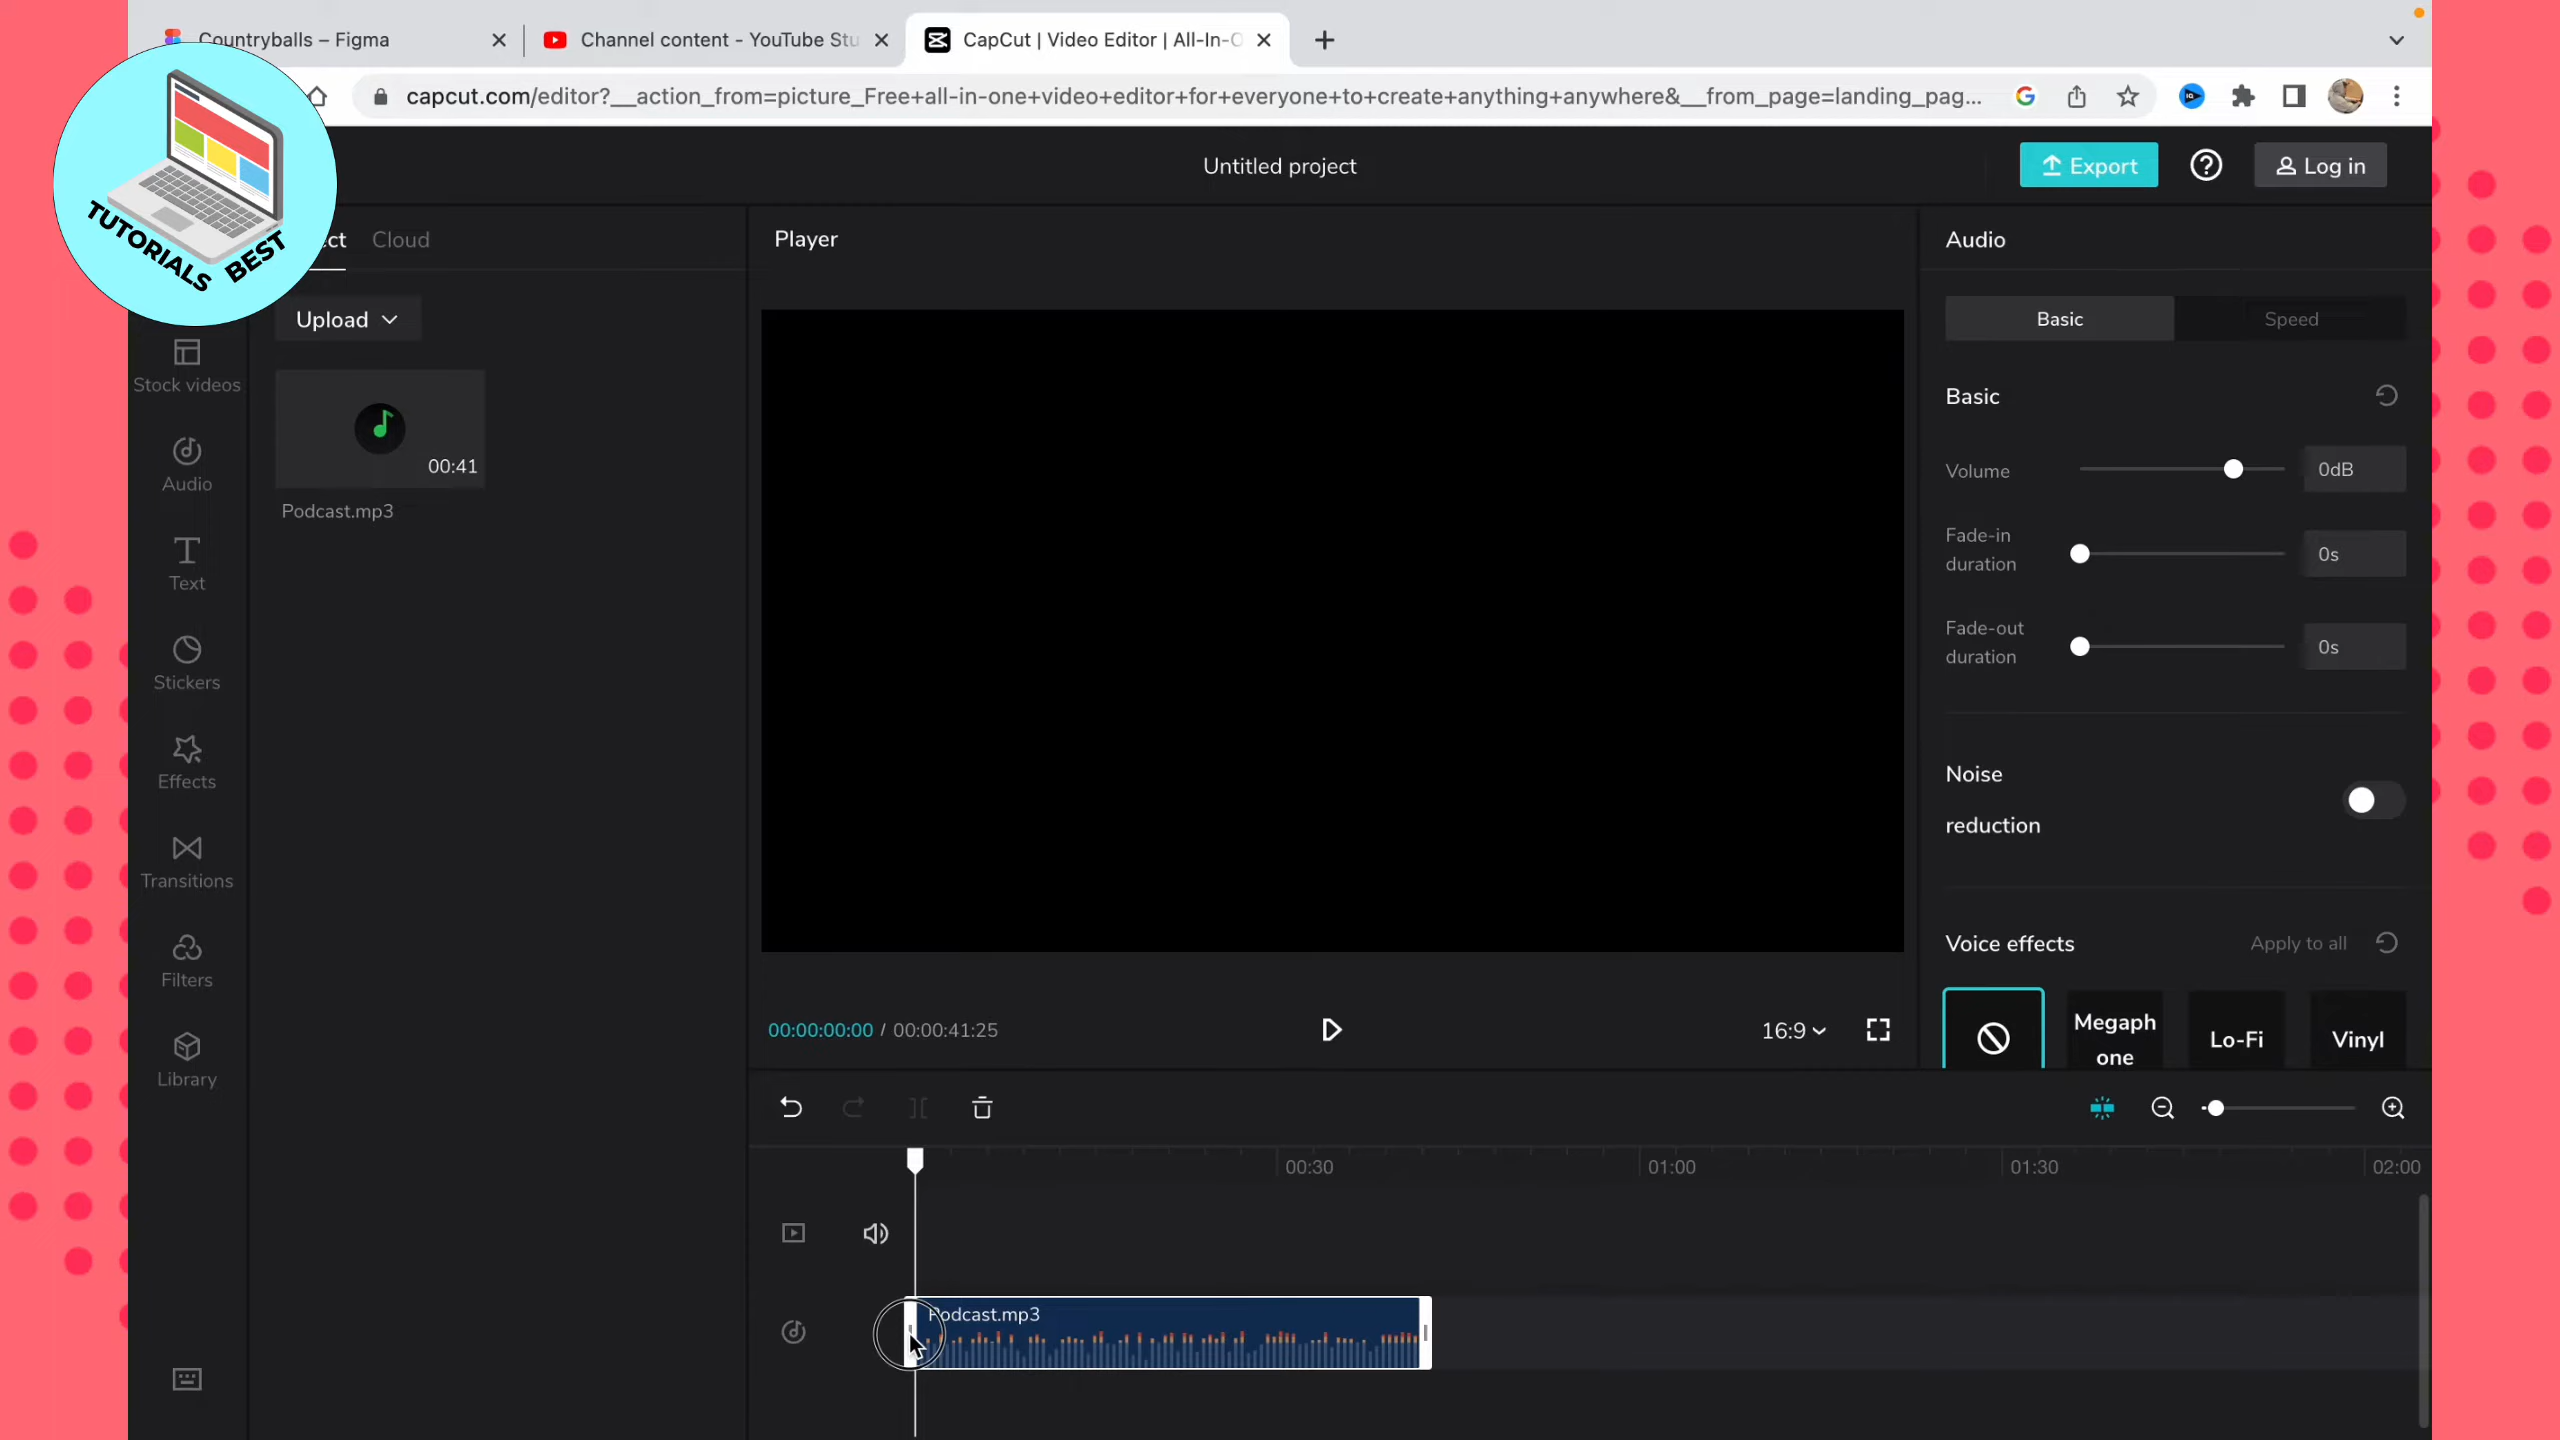 Countryballs – Figma
Channel content - YouTube Stu
CapCut | Video Editor | All-In-O
capcut.com/editor?__action_from=picture_Free+all-in-one+video+editor+for+everyone+to+create+anything+anywhere&__from_page=landing_pag...
TUTORIALS BEST
Untitled project
Export
Log in
ct
Cloud
Player
Audio
Upload
Basic
Speed
Stock videos
00:41
Podcast.mp3
Basic
Audio
Volume
0dB
Fade-in
duration
0s
Text
Fade-out
duration
0s
Stickers
Effects
Noise
reduction
Transitions
Filters
Voice effects
Apply to all
Library
Megaph
one
Lo-Fi
Vinyl
00:00:00:00 / 00:00:41:25
16:9
00:30
01:00
01:30
02:00
Podcast.mp3